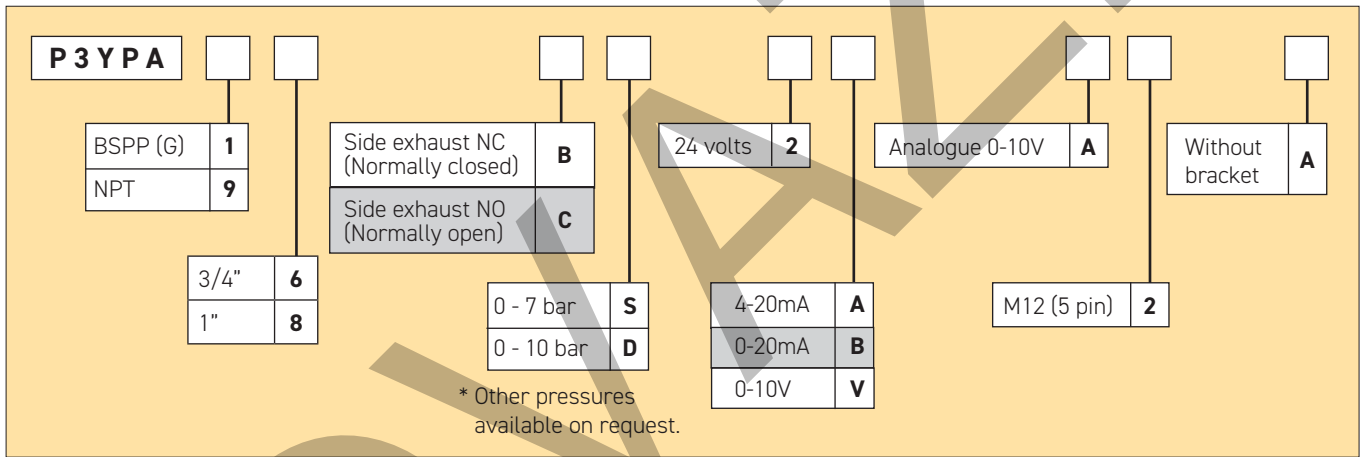 P3YPA
BSPP (G) 1
NPT 9
3/4" 6
1" 8
Side exhaust NC
(Normally closed) B
Side exhaust NO
(Normally open) C
0 - 7 bar S
0 - 10 bar D
* Other pressures
available on request.
24 volts 2
4-20mA A
0-20mA B
0-10V V
Analogue 0-10V A
M12 (5 pin) 2
Without
bracket A